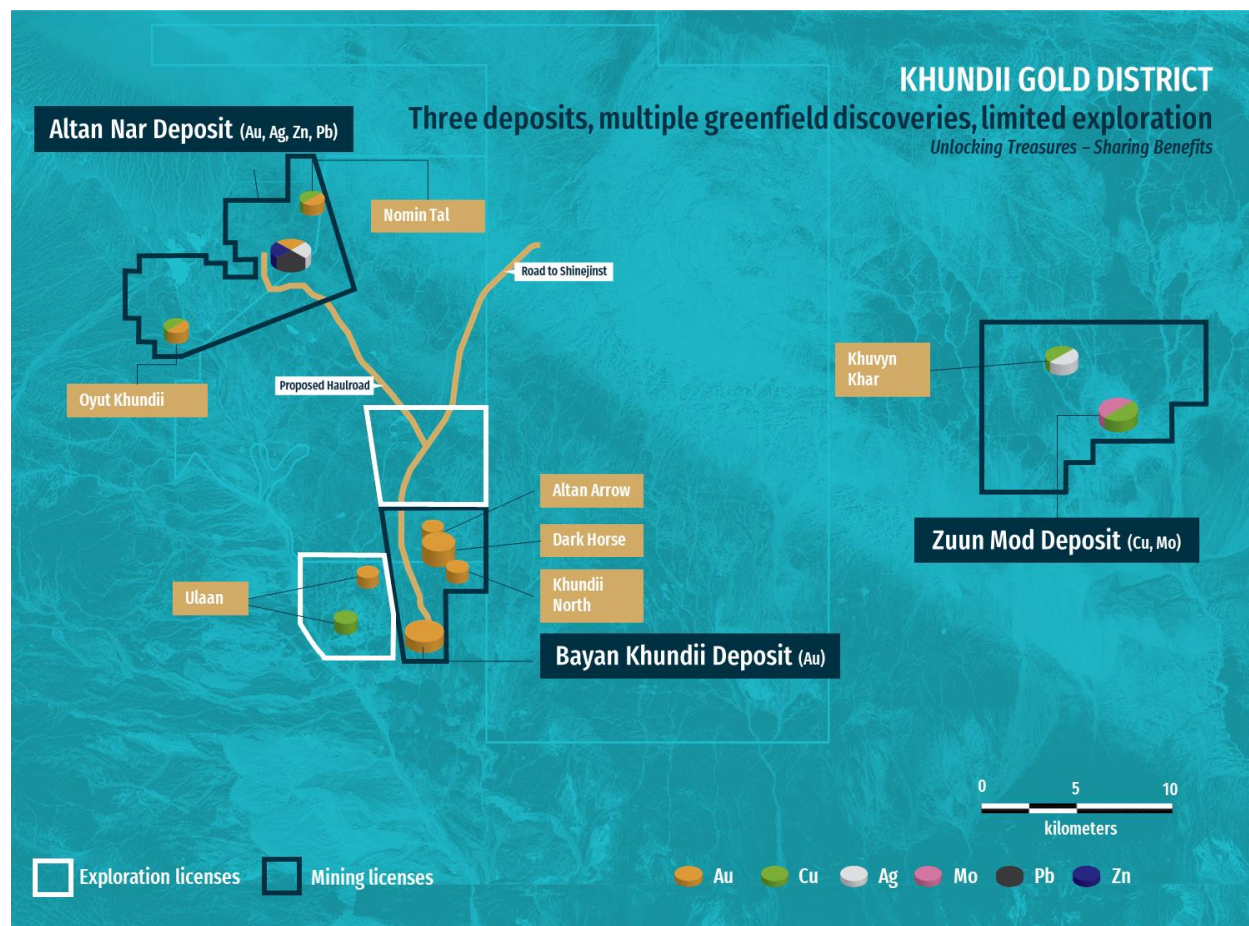 KHUNDII GOLD DISTRICT
Three deposits, multiple greenfield discoveries, limited exploration
Unlocking Treasures – Sharing Benefits
Altan Nar Deposit (Au, Ag, Zn, Pb)
Nomin Tal
Road to Shinejinst
Proposed Haulroad
Oyut Khundii
Khuvyn
Khar
Altan Arrow
Dark Horse
Khundii
North
Ulaan
Zuun Mod Deposit (Cu, Mo)
Bayan Khundii Deposit (Au)
0 5 10
kilometers
Exploration licenses
Mining licenses
Au Cu Ag Mo Pb Zn